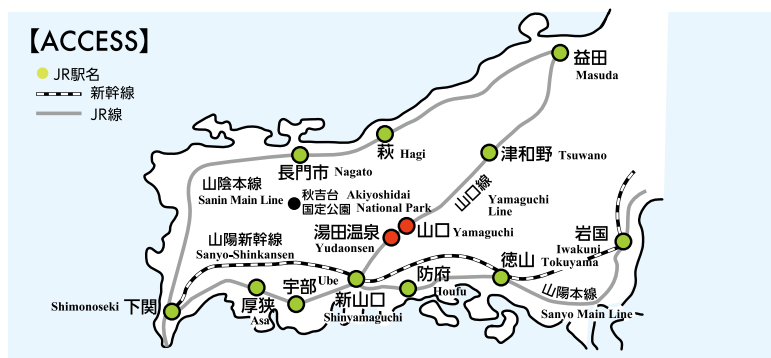 【ACCESS】
JR駅名
新幹線
JR線
益田
Masuda
萩 Hagi
津和野 Tsuwano
長門市 Nagato
山陰本線
Sanin Main Line
秋吉台 Akiyoshidai
国定公園 National Park
山口線
Yamaguchi
Line
湯田温泉
Yudaonsen
山口 Yamaguchi
岩国
Iwakuni
山陽新幹線
Sanyo-Shinkansen
徳山
Tokuyama
Shimonoseki 下関
厚狭
Asa
宇部 Ube
新山口
Shinyamaguchi
防府
Houfu
山陽本線
Sanyo Main Line